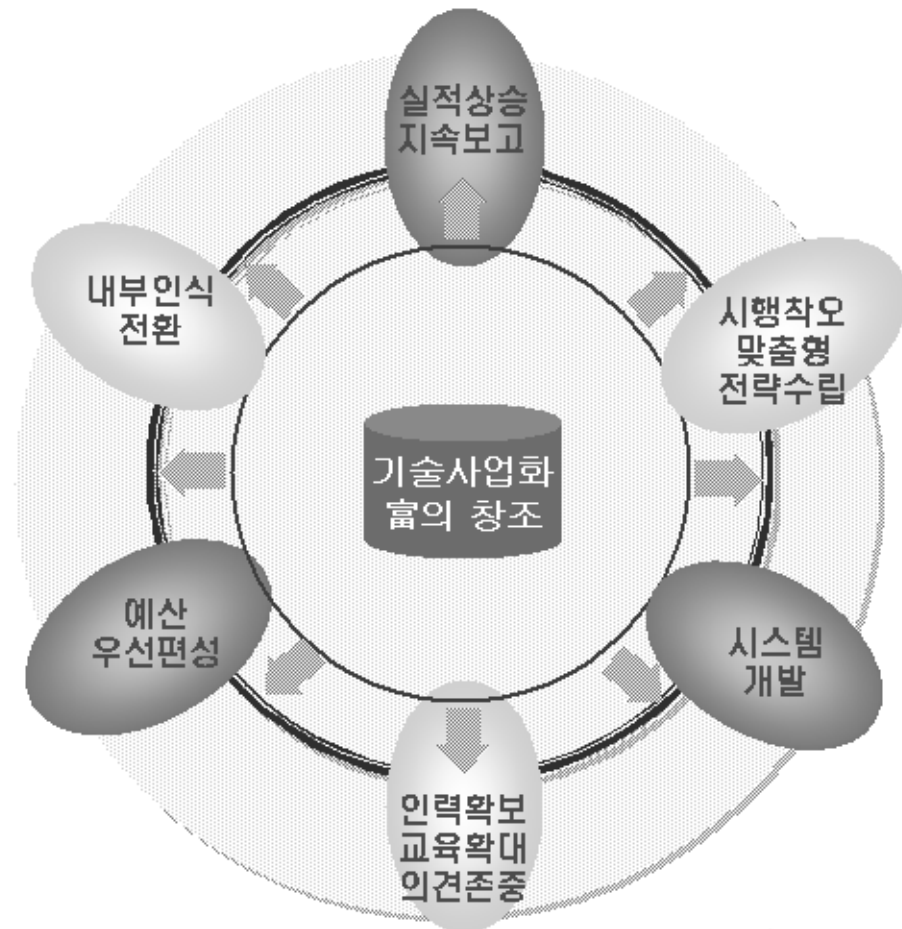 실적상승
지속보고
내부인식
전환
시행착오
맞춤형
전략수립
기술사업화
富의 창조
예산
우선편성
시스템
개발
인력확보
교육확대
의견존중